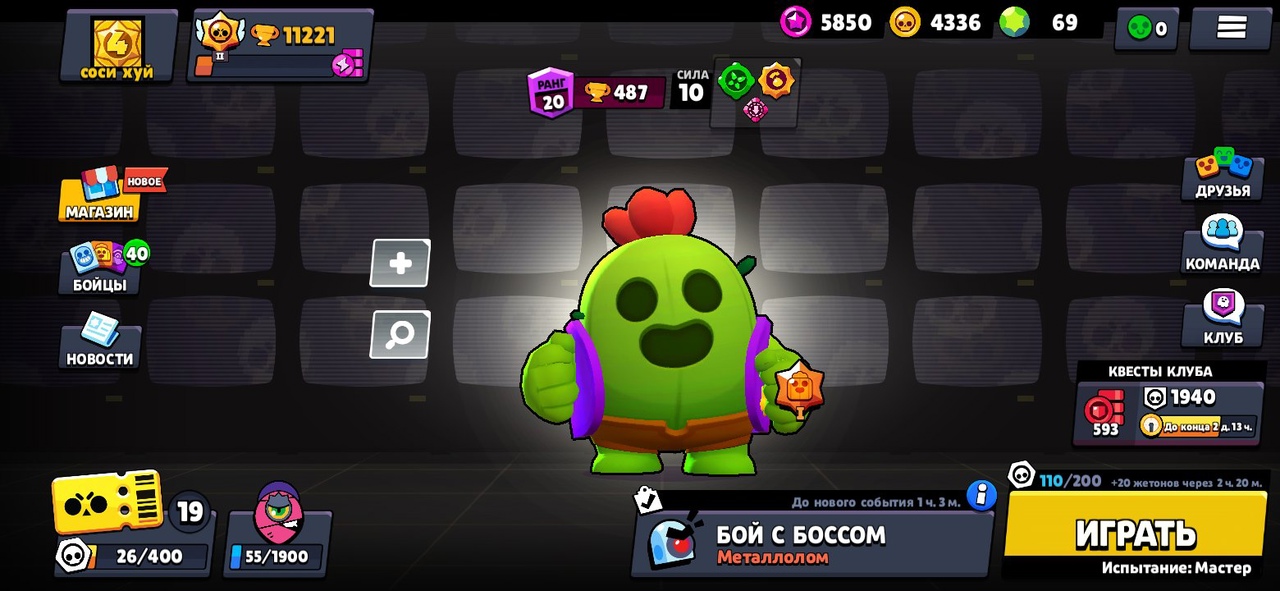 4
соси хуй
II
11221
5850
4336
69
0
РАНГ
20
487
СИЛА
10
НОВОЕ
МАГАЗИН
40
БОЙЦЫ
НОВОСТИ
ДРУЗЬЯ
КОМАНДА
КЛУБ
КВЕСТЫ КЛУБА
593
1940
До конца 2 д. 13 ч.
19
26/400
55/1900
До нового события 1 ч. 3 м.
БОЙ С БОССОМ
Металлолом
110/200
+20 жетонов через 2 ч. 20 м.
ИГРАТЬ
Испытание: Мастер